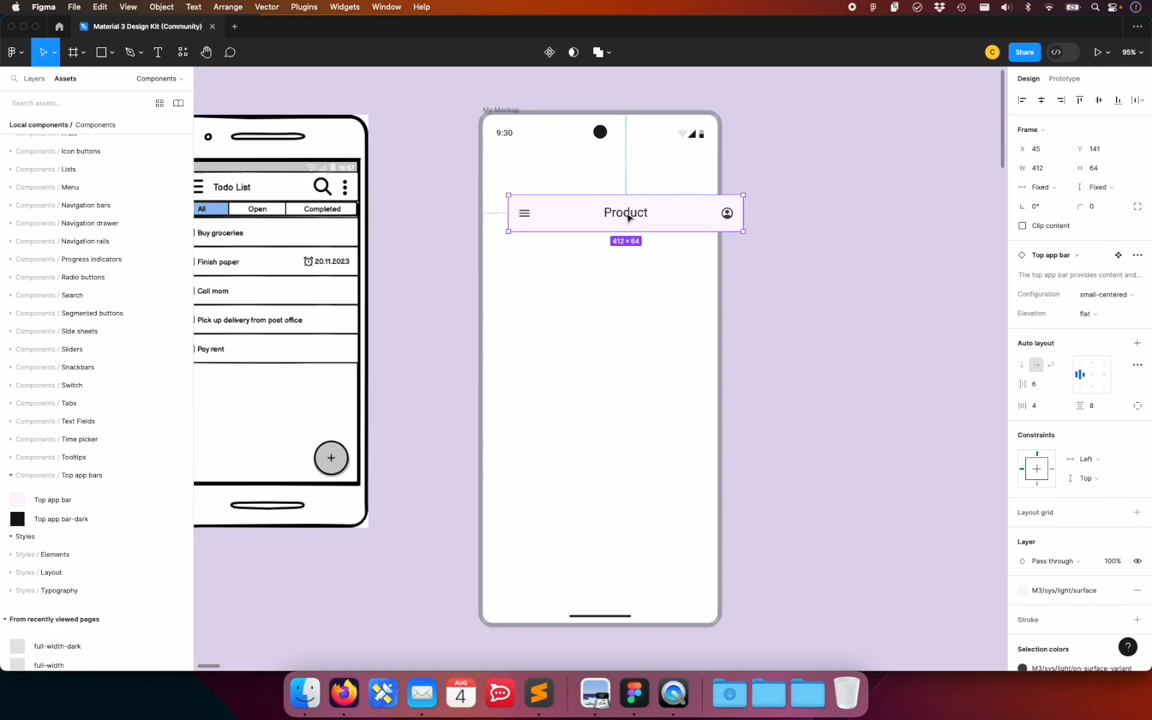 Figma File Edit View Object Text Arrange Vector Plugins Widgets Window Help
Material 3 Design Kit (Community)
C Share 95%
Layers Assets Components
Search assets...
Local components / Components
Components / Icon buttons
Components / Lists
Components / Menu
Components / Navigation bars
Components / Navigation drawer
Components / Navigation rails
Components / Progress indicators
Components / Radio buttons
Components / Search
Components / Segmented buttons
Components / Side sheets
Components / Sliders
Components / Snackbars
Components / Switch
Components / Tabs
Components / Text Fields
Components / Time picker
Components / Tooltips
Components / Top app bars
Top app bar
Top app bar-dark
Styles
Styles / Elements
Styles / Layout
Styles / Typography
From recently viewed pages
full-width-dark
full-width
Todo List
All Open Completed
Buy groceries
Finish paper 20.11.2023
Call mom
Pick up delivery from post office
Pay rent
+
My Mockup
9:30
Product
412 × 64
Design Prototype
Frame
X 45 Y 141
W 412 H 64
Fixed Fixed
0° 0
Clip content
Top app bar
The top app bar provides content and...
Configuration small-centered
Elevation flat
Auto layout
6
4 8
Constraints
Left
Top
Layout grid
Layer
Pass through 100%
M3/sys/light/surface
Stroke
Selection colors
M3/sys/light/on-surface-variant
?
AUG
4